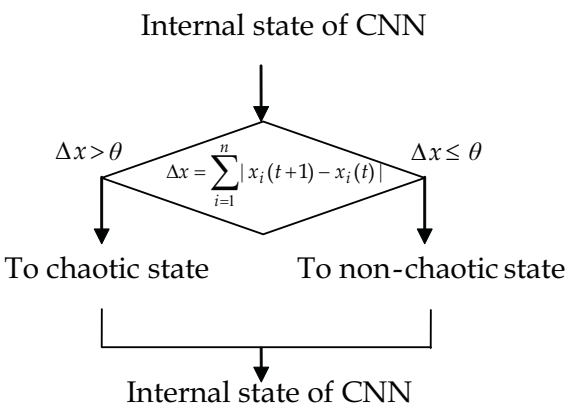 Internal state of CNN
Δx > θ
Δx ≤ θ
Δx = ∑_{i=1}^{n} | x_i (t+1) − x_i (t) |
To chaotic state
To non-chaotic state
Internal state of CNN